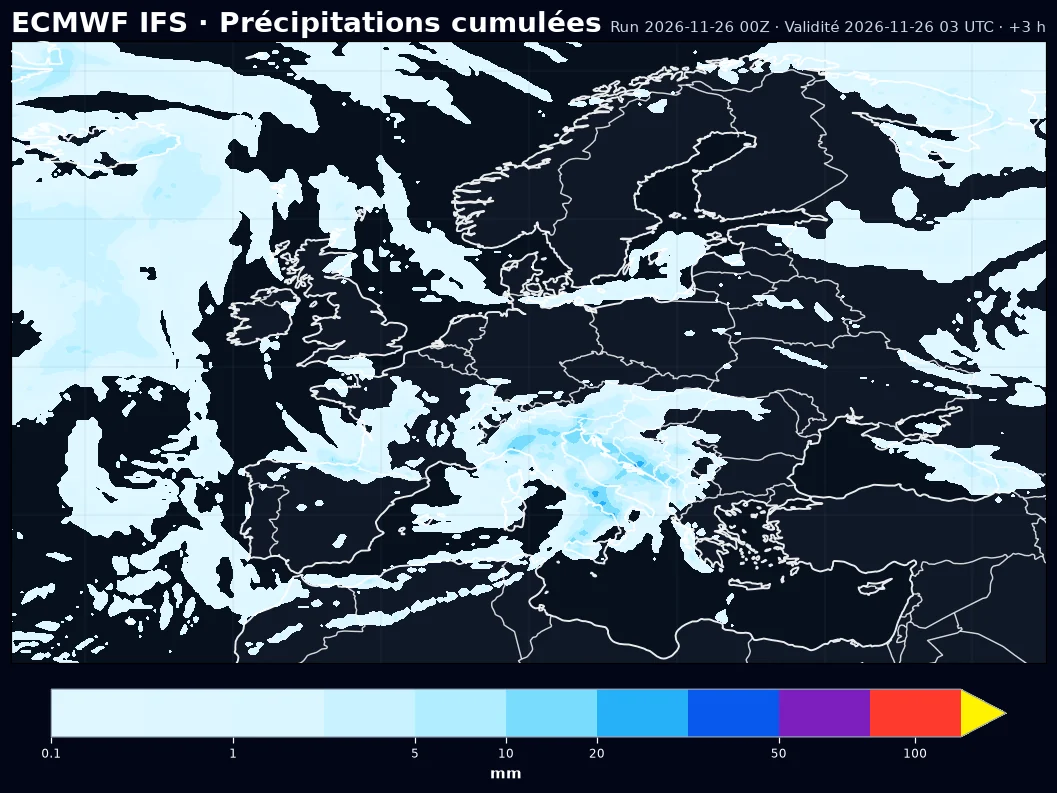 ECMWF IFS · Précipitations cumulées Run 2026-11-26 00Z · Validité 2026-11-26 03 UTC · +3 h
0.1 1 5 10 20 50 100
mm